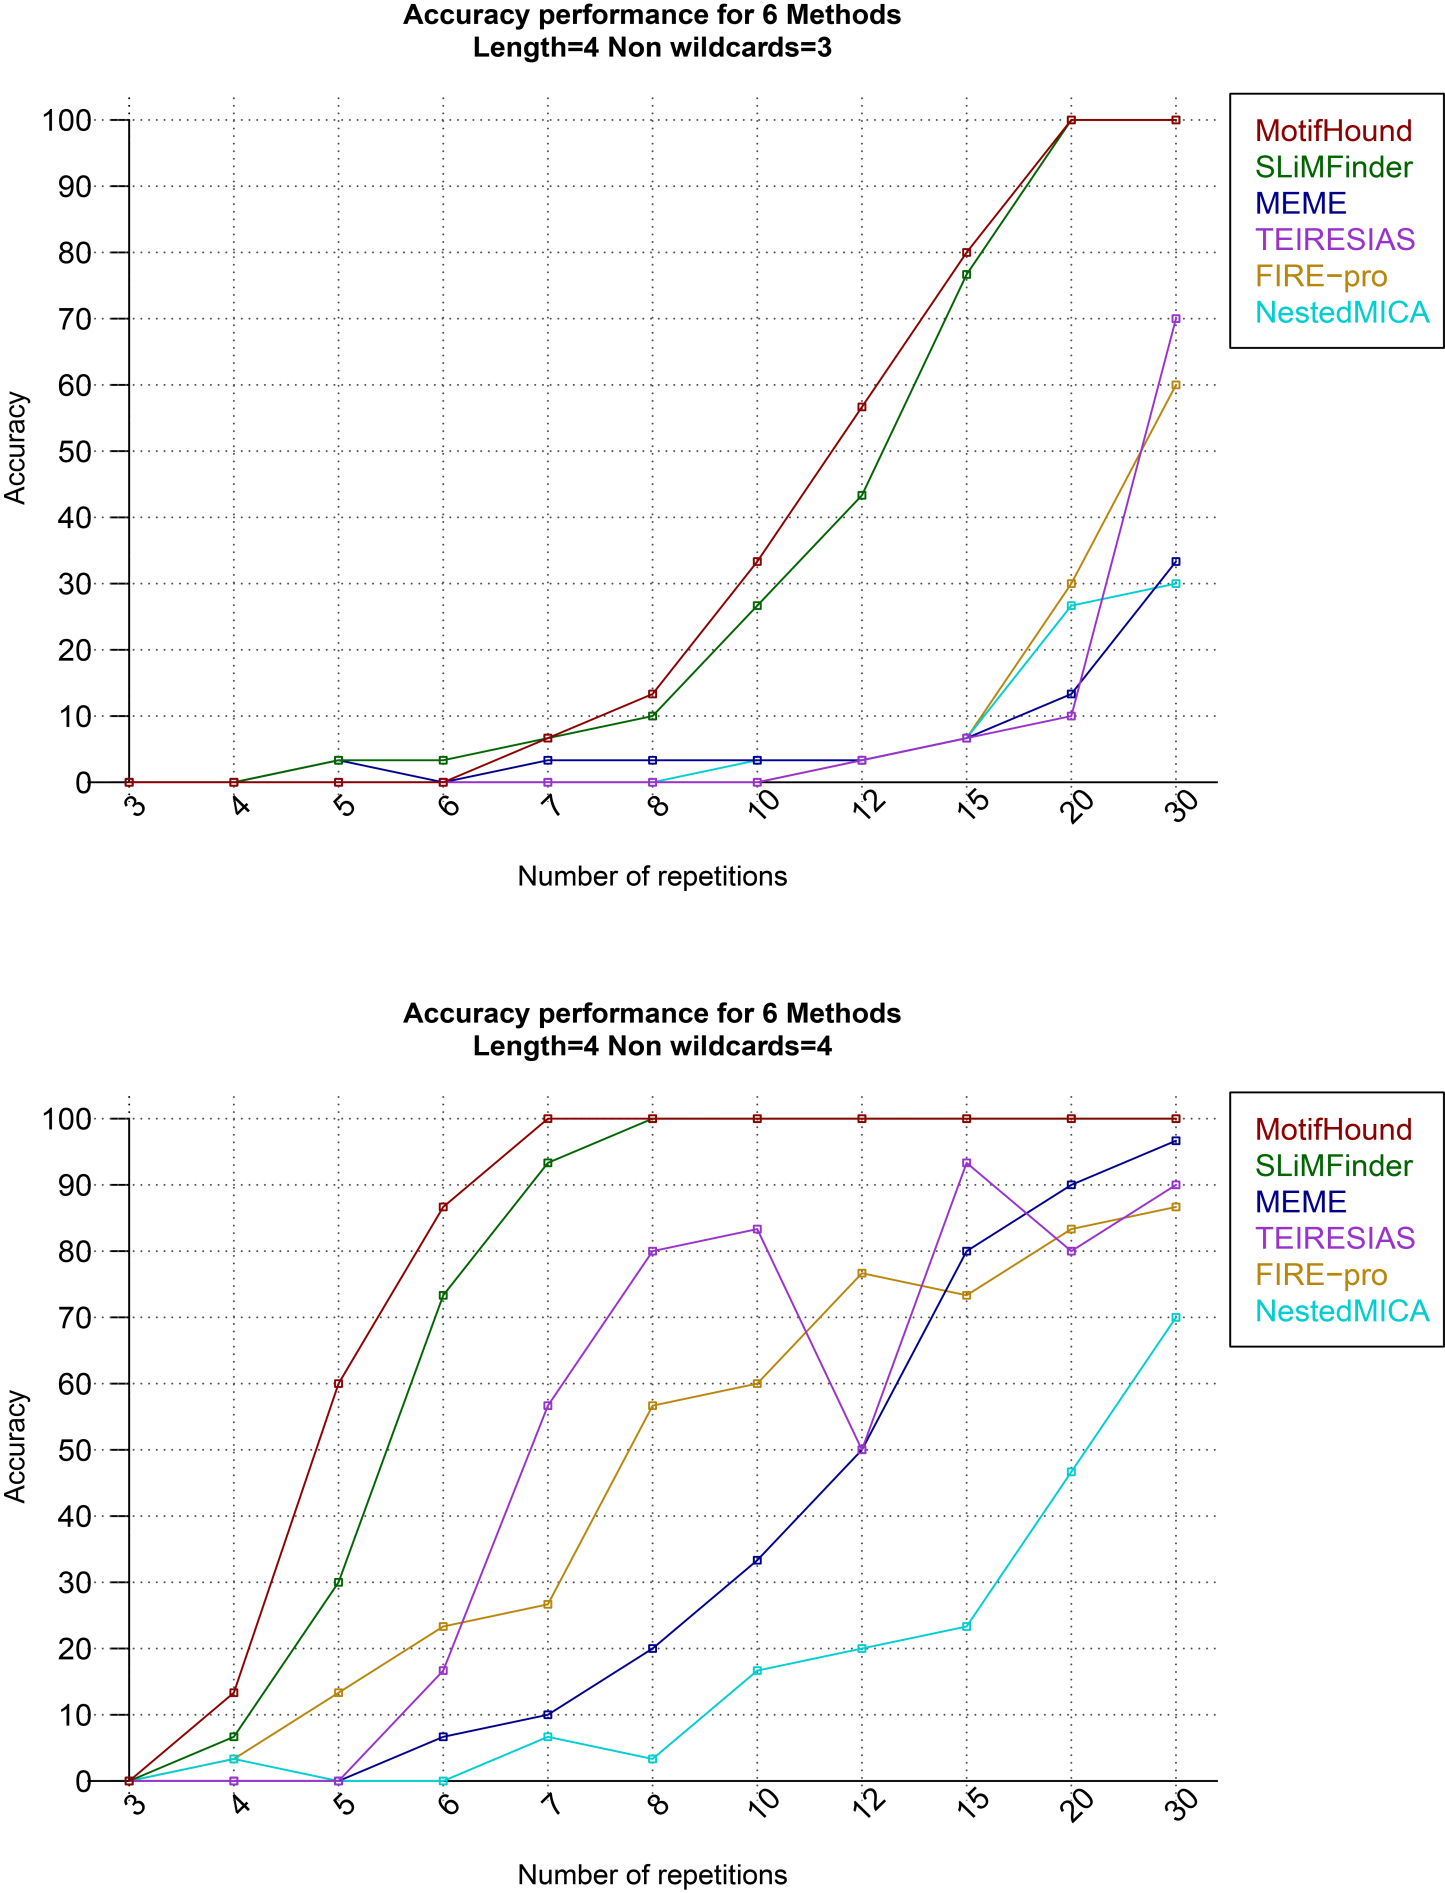 Accuracy performance for 6 Methods
Length=4 Non wildcards=3
MotifHound
SLiMFinder
MEME
TEIRESIAS
FIRE−pro
NestedMICA
Accuracy
100
90
80
70
60
50
40
30
20
10
0
3 4 5 6 7 8 10 12 15 20 30
Number of repetitions
Accuracy performance for 6 Methods
Length=4 Non wildcards=4
MotifHound
SLiMFinder
MEME
TEIRESIAS
FIRE−pro
NestedMICA
Accuracy
100
90
80
70
60
50
40
30
20
10
0
3 4 5 6 7 8 10 12 15 20 30
Number of repetitions